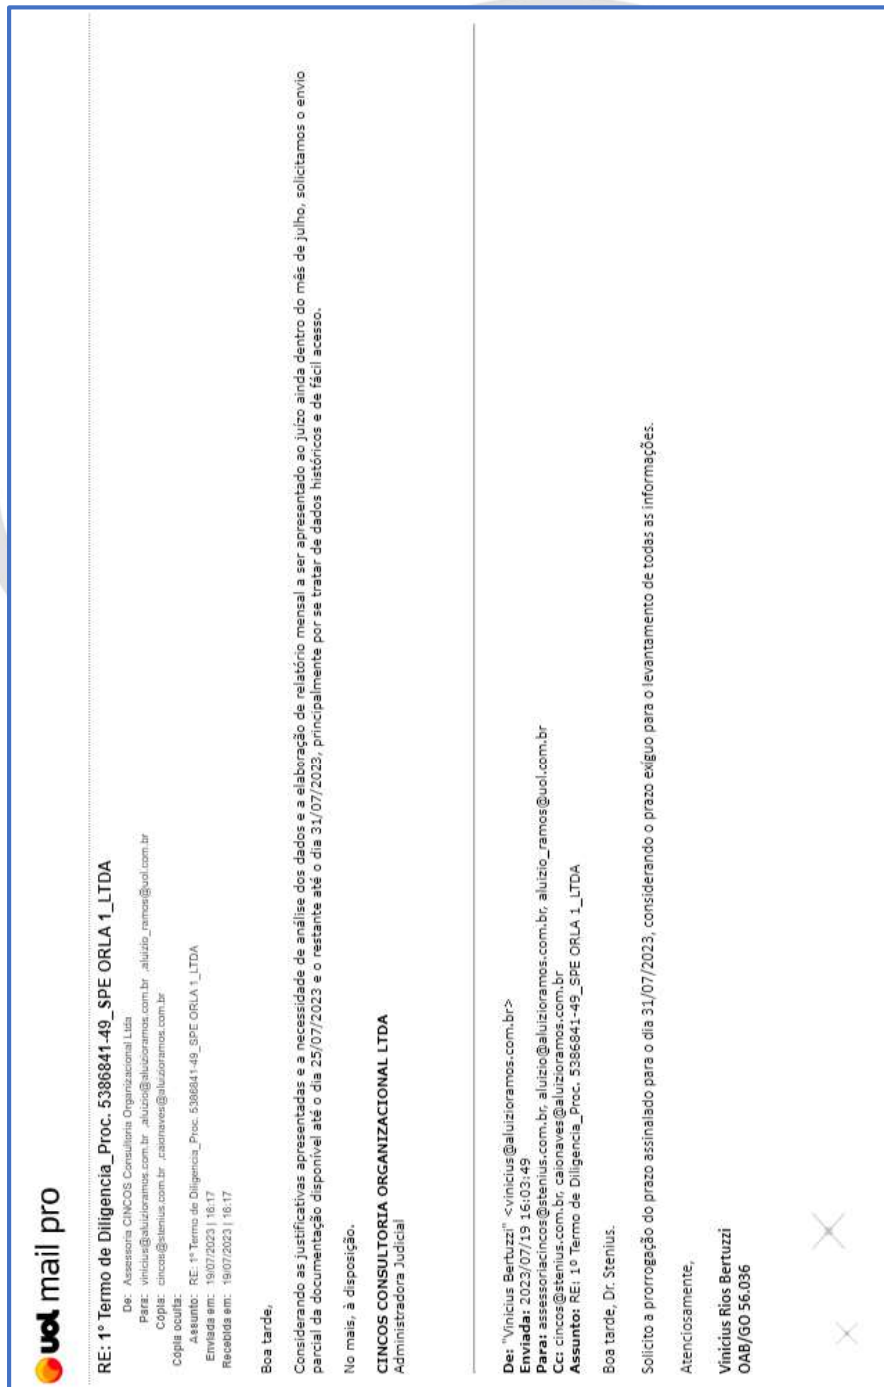 uol mail pro
RE: 1º Termo de Diligencia_Proc. 5386841-49_SPE ORLA 1_LTDA
De: Assessoria CINCOS Consultoria Organizacional Ltda
Para: vinicius@aluizioramos.com.br ,aluizio@aluizioramos.com.br ,aluizio_ramos@uol.com.br
Cópia: cincos@stenius.com.br ,caionaves@aluizioramos.com.br
Cópia oculta:
Assunto: RE: 1º Termo de Diligencia_Proc. 5386841-49_SPE ORLA 1_LTDA
Enviada em: 19/07/2023 | 16:17
Recebida em: 19/07/2023 | 16:17
Boa tarde,
Considerando as justificativas apresentadas e a necessidade de análise dos dados e a elaboração de relatório mensal a ser apresentado ao juízo ainda dentro do mês de julho, solicitamos o envio
parcial da documentação disponível até o dia 25/07/2023 e o restante até o dia 31/07/2023, principalmente por se tratar de dados históricos e de fácil acesso.
No mais, à disposição.
CINCOS CONSULTORIA ORGANIZACIONAL LTDA
Administradora Judicial
De: "Vinicius Bertuzzi" <vinicius@aluizioramos.com.br>
Enviada: 2023/07/19 16:03:49
Para: assessoriacincos@stenius.com.br, aluizio@aluizioramos.com.br, aluizio_ramos@uol.com.br
Cc: cincos@stenius.com.br, caionaves@aluizioramos.com.br
Assunto: RE: 1º Termo de Diligencia_Proc. 5386841-49_SPE ORLA 1_LTDA
Boa tarde, Dr. Stenius.
Solicito a prorrogação do prazo assinalado para o dia 31/07/2023, considerando o prazo exíguo para o levantamento de todas as informações.
Atenciosamente,
Vinicius Rios Bertuzzi
OAB/GO 56.036